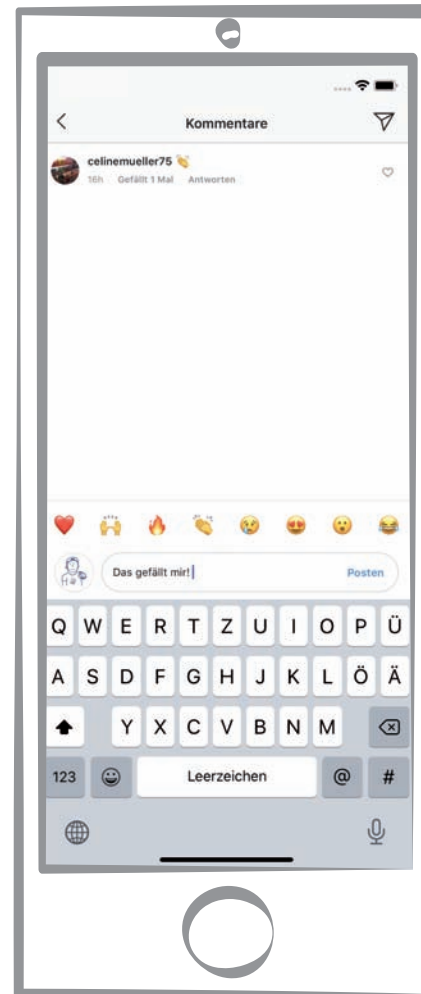 Kommentare
celinemueller75 👏
16h Gefällt 1 Mal Antworten
Das gefällt mir! Posten
Q W E R T Z U I O P Ü
A S D F G H J K L Ö Ä
Y X C V B N M
123 Leerzeichen @ #